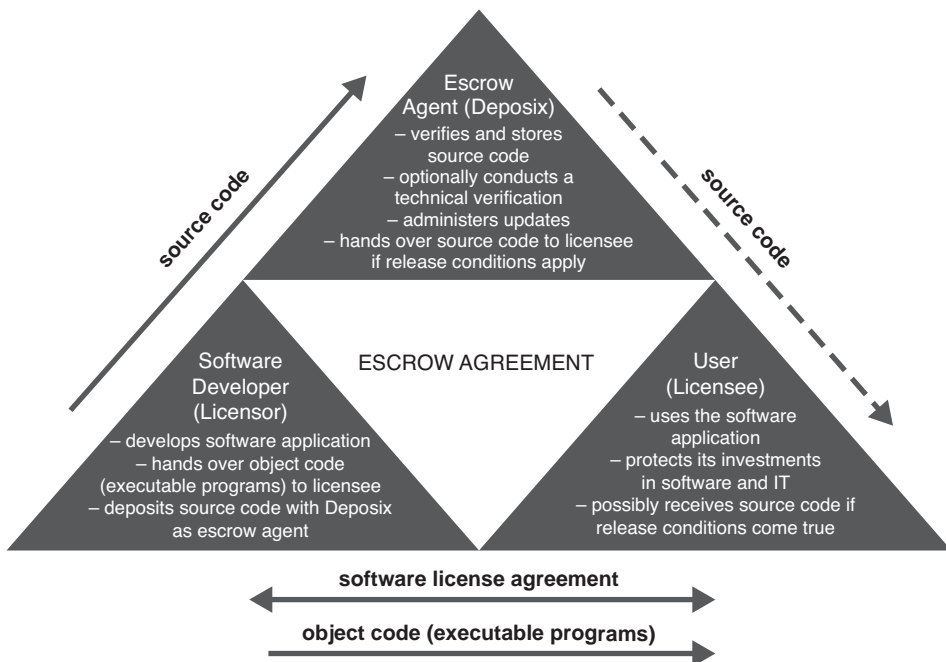 Escrow
Agent (Deposix)
– verifies and stores
source code
– optionally conducts a
technical verification
– administers updates
– hands over source code to licensee
if release conditions apply
source code
source code
ESCROW AGREEMENT
Software
Developer
(Licensor)
– develops software application
– hands over object code
(executable programs) to licensee
– deposits source code with Deposix
as escrow agent
User
(Licensee)
– uses the software
application
– protects its investments
in software and IT
– possibly receives source code if
release conditions come true
software license agreement
object code (executable programs)